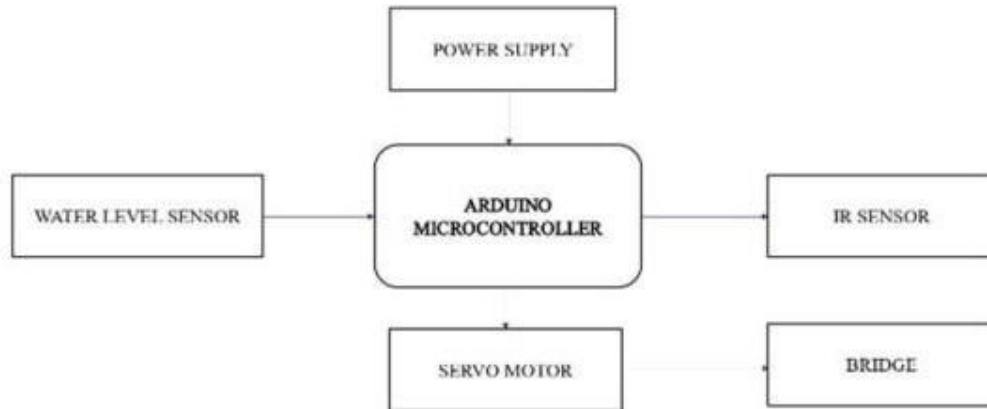 POWER SUPPLY
WATER LEVEL SENSOR
ARDUINO
MICROCONTROLLER
IR SENSOR
SERVO MOTOR
BRIDGE